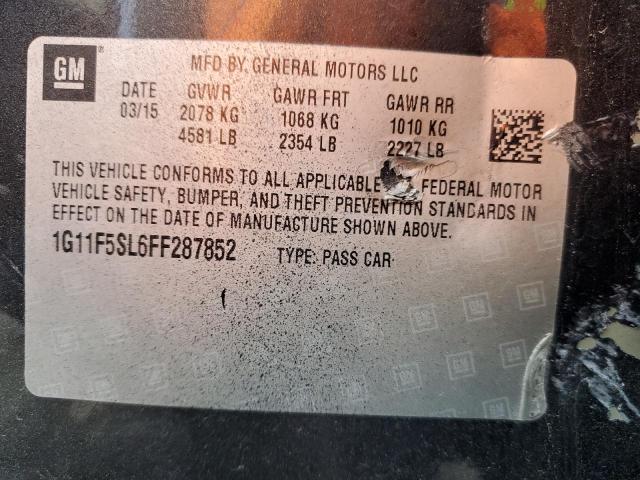 GM
MFD BY GENERAL MOTORS LLC
DATE GVWR GAWR FRT GAWR RR
03/15 2078 KG 1068 KG 1010 KG
4581 LB 2354 LB 2227 LB
THIS VEHICLE CONFORMS TO ALL APPLICABLE FEDERAL MOTOR
VEHICLE SAFETY, BUMPER, AND THEFT PREVENTION STANDARDS IN
EFFECT ON THE DATE OF MANUFACTURE SHOWN ABOVE.
1G11F5SL6FF287852 TYPE: PASS CAR